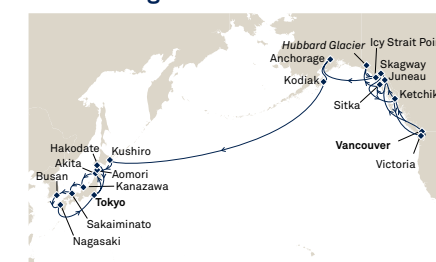 Hubbard Glacier
Icy Strait Poi
Anchorage
Skagway
Juneau
Kodiak
Ketchik
Sitka
Vancouver
Victoria
Hakodate
Kushiro
Akita
Aomori
Busan
Kanazawa
Tokyo
Sakaiminato
Nagasaki